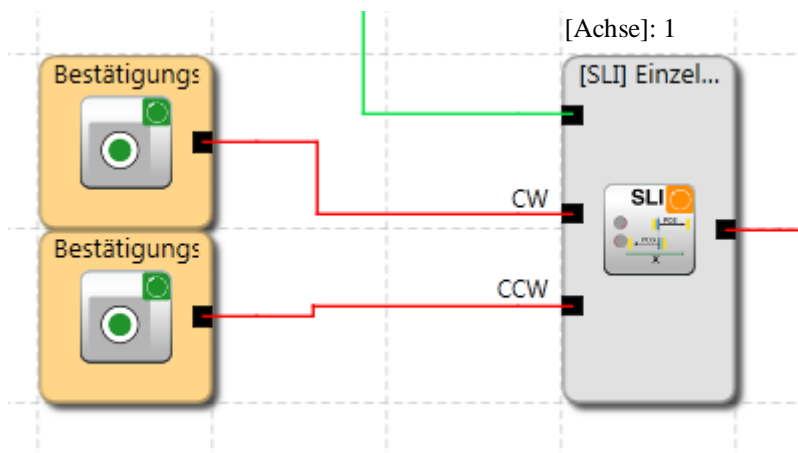 [Achse]: 1
Bestätigungs
[SLI] Einzel...
CW
SLI
Bestätigungs
CCW